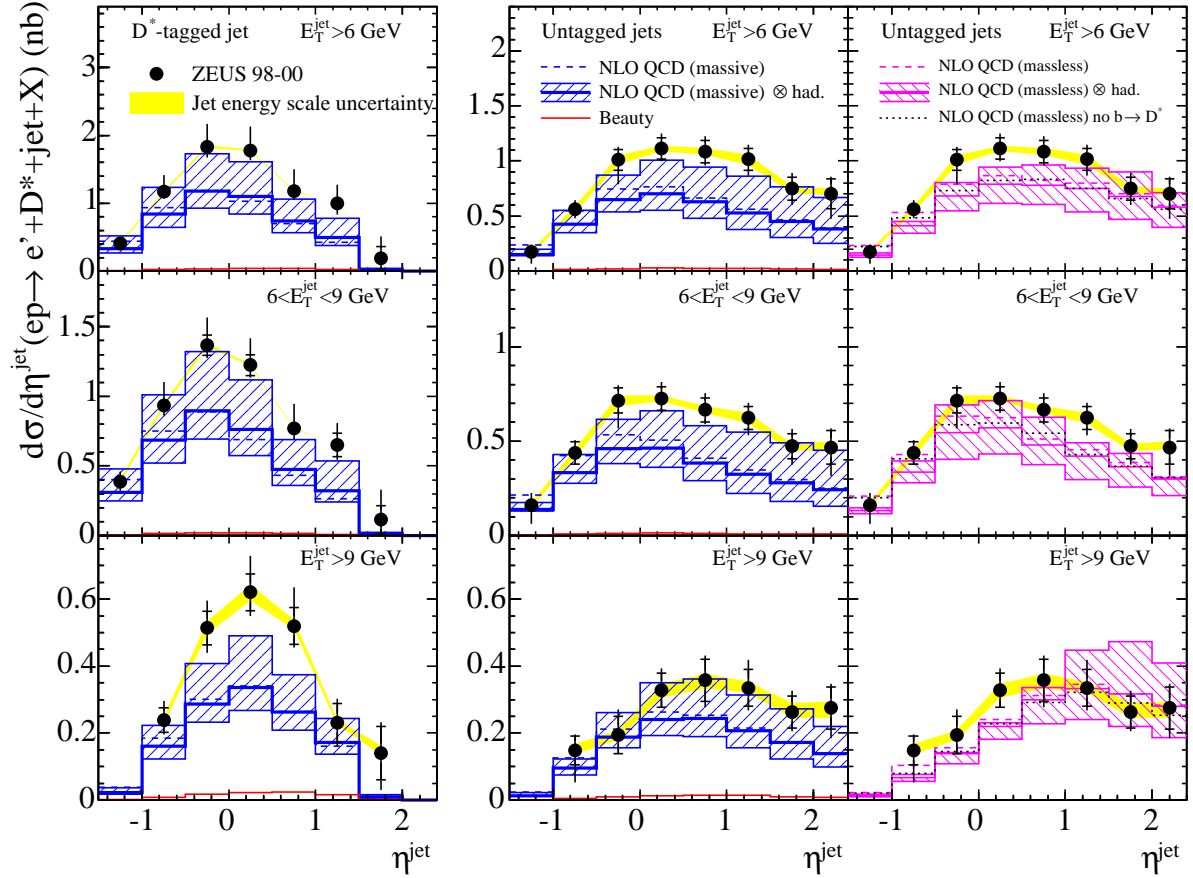 dσ/dη^jet (ep→ e'+D*+jet+X) (nb)
D*-tagged jet E_T^jet>6 GeV
ZEUS 98-00
Jet energy scale uncertainty
3
2
1
0
Untagged jets E_T^jet>6 GeV
NLO QCD (massive)
NLO QCD (massive) ⊗ had.
Beauty
2
1.5
1
0.5
0
Untagged jets E_T^jet>6 GeV
NLO QCD (massless)
NLO QCD (massless) ⊗ had.
NLO QCD (massless) no b→ D*
6<E_T^jet<9 GeV
1.5
1
0.5
0
6<E_T^jet<9 GeV
1
0.5
0
6<E_T^jet<9 GeV
E_T^jet>9 GeV
0.6
0.4
0.2
0
E_T^jet>9 GeV
0.6
0.4
0.2
0
E_T^jet>9 GeV
-1 0 1 2
η^jet
-1 0 1 2
η^jet
-1 0 1 2
η^jet